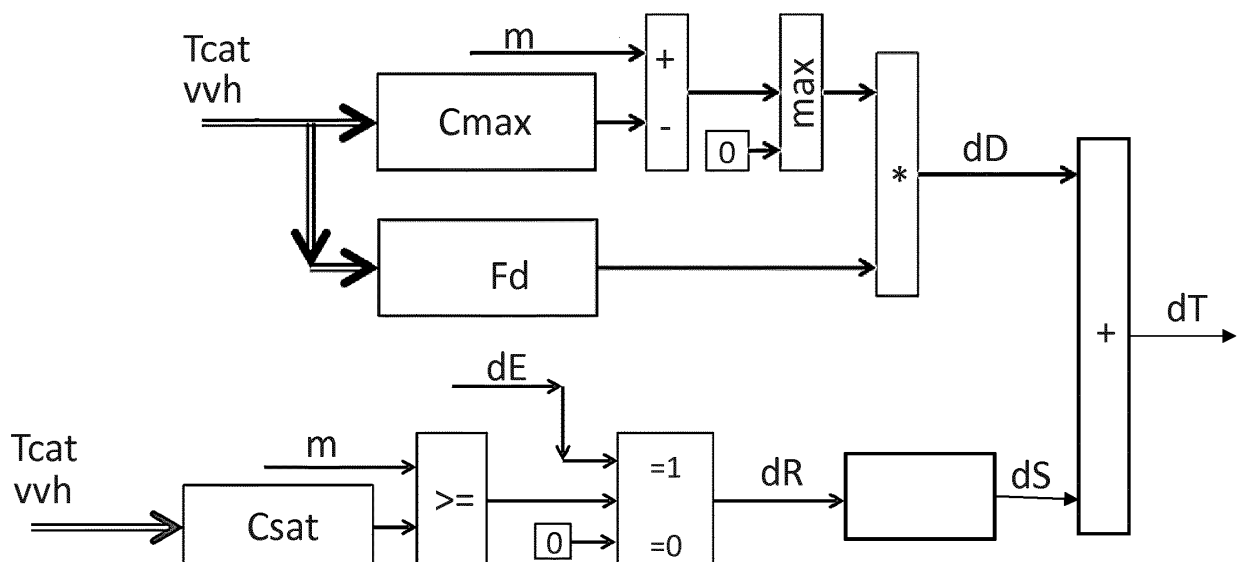 Tcat
vvh
m
Cmax
+
-
0
max
*
dD
Fd
dT
+
dE
Tcat
vvh
m
Csat
>=
0
=1
=0
dR
dS